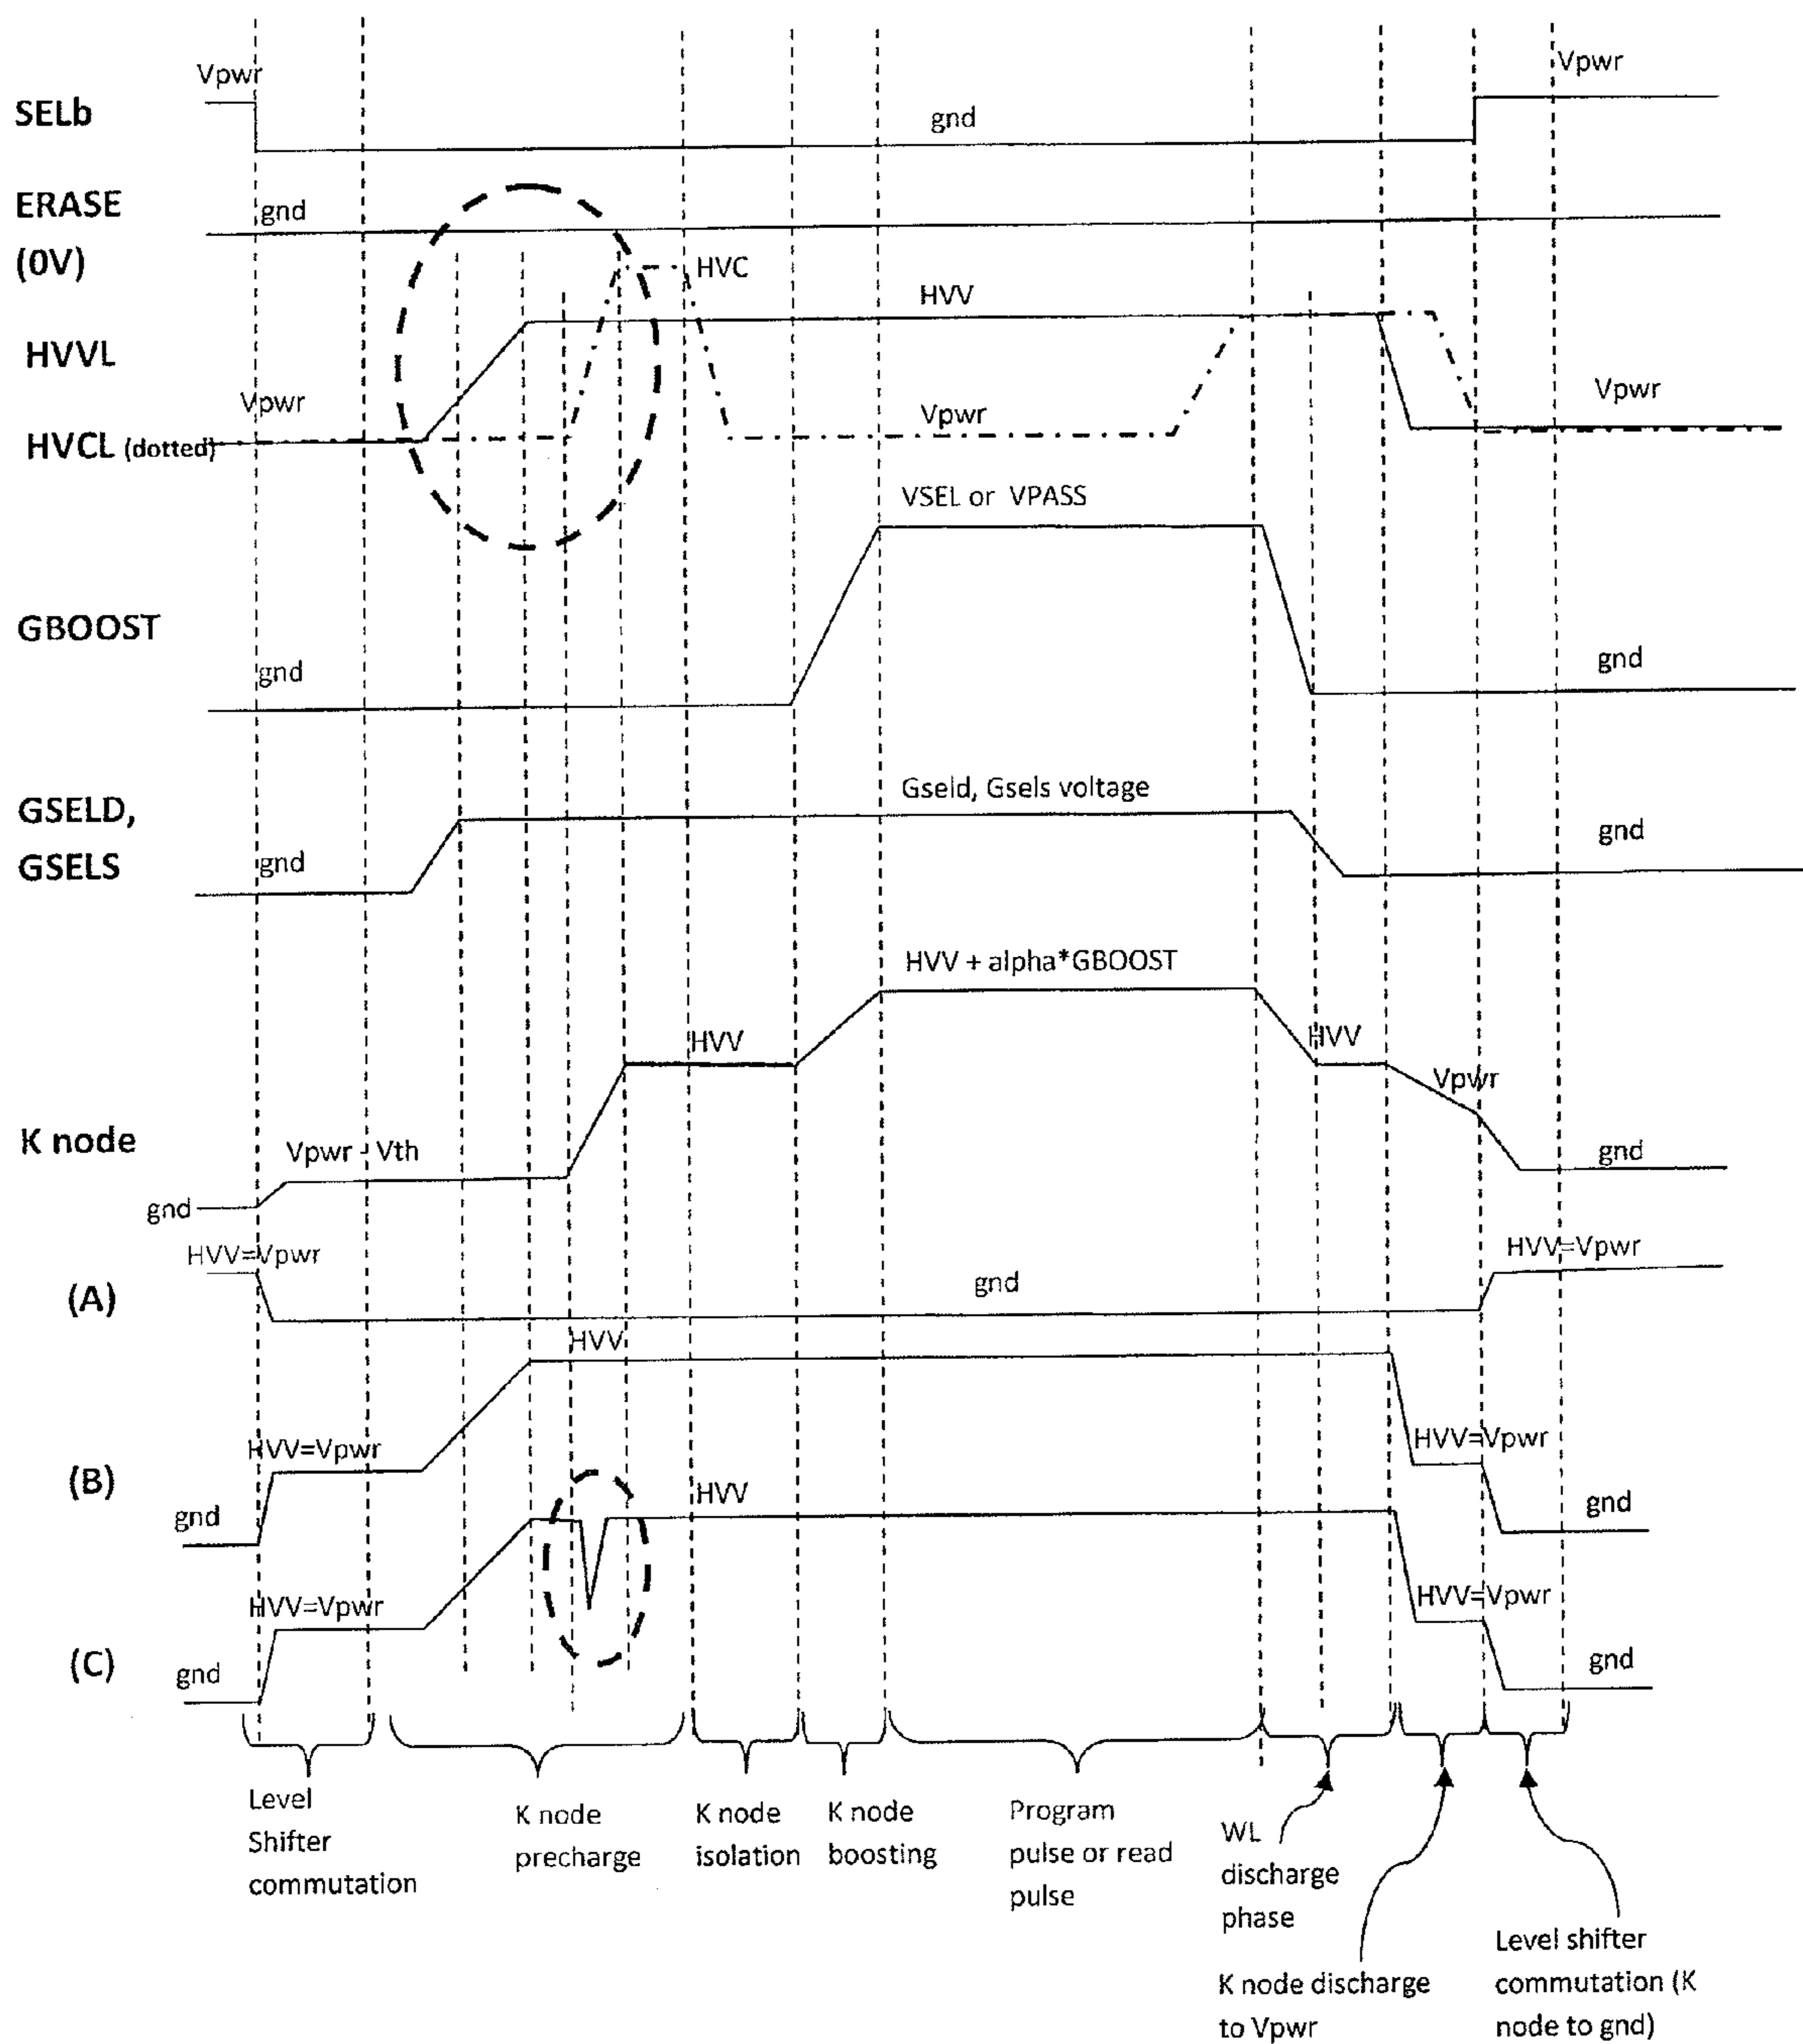 Vpwr
Vpwr
SELb
gnd
ERASE
gnd
(0V)
HVC
HVV
HVVL
Vpwr
Vpwr
Vpwr
HVCL (dotted)
VSEL or VPASS
GBOOST
gnd
gnd
GSELD,
Gseld, Gsels voltage
gnd
GSELS
gnd
HVV + alpha*GBOOST
HVV
HVV
Vpwr
K node
Vpwr - Vth
gnd
gnd
HVV=Vpwr
HVV=Vpwr
(A)
gnd
HVV
HVV=Vpwr
HVV=Vpwr
(B)
HVV
gnd
gnd
HVV=Vpwr
HVV=Vpwr
(C)
gnd
gnd
Level
Shifter
commutation
K node
precharge
K node
isolation
K node
boosting
Program
pulse or read
pulse
WL
discharge
phase
K node discharge
to Vpwr
Level shifter
commutation (K
node to gnd)